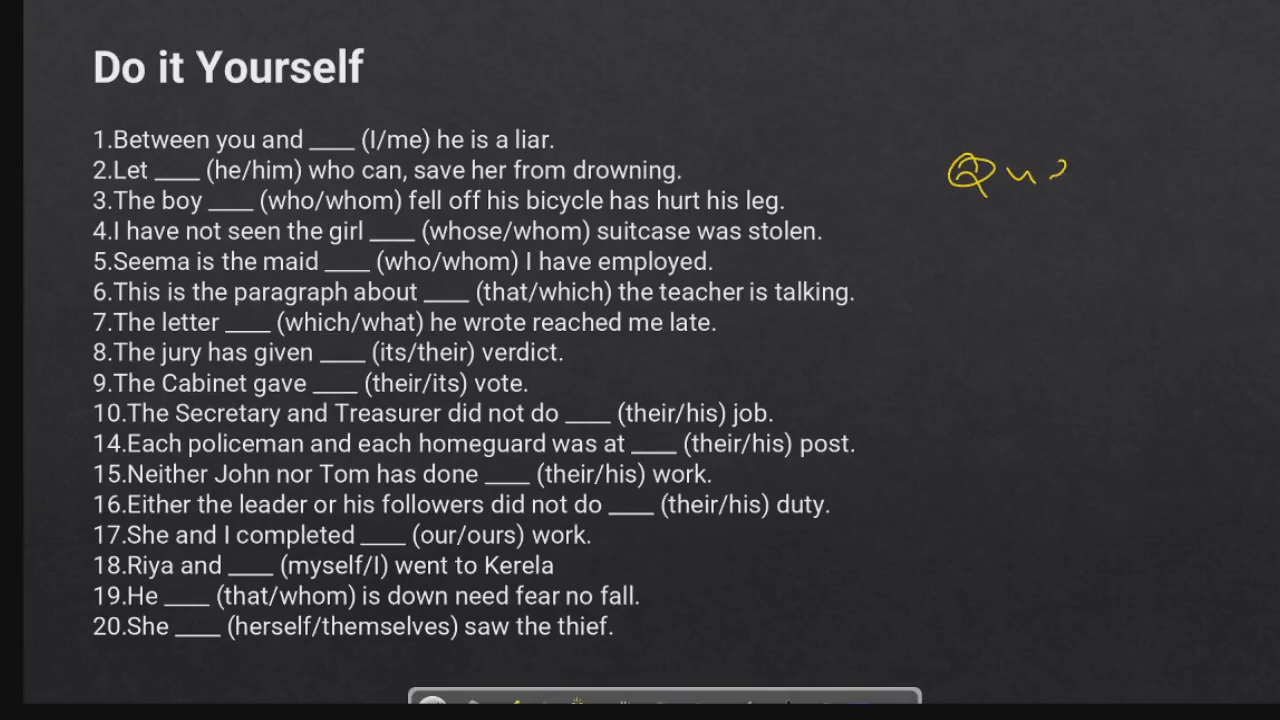 Do it Yourself
1.Between you and ____ (I/me) he is a liar.
2.Let ____ (he/him) who can, save her from drowning.
3.The boy ____ (who/whom) fell off his bicycle has hurt his leg.
4.I have not seen the girl ____ (whose/whom) suitcase was stolen.
5.Seema is the maid ____ (who/whom) I have employed.
6.This is the paragraph about ____ (that/which) the teacher is talking.
7.The letter ____ (which/what) he wrote reached me late.
8.The jury has given ____ (its/their) verdict.
9.The Cabinet gave ____ (their/its) vote.
10.The Secretary and Treasurer did not do ____ (their/his) job.
14.Each policeman and each homeguard was at ____ (their/his) post.
15.Neither John nor Tom has done ____ (their/his) work.
16.Either the leader or his followers did not do ____ (their/his) duty.
17.She and I completed ____ (our/ours) work.
18.Riya and ____ (myself/I) went to Kerela
19.He ____ (that/whom) is down need fear no fall.
20.She ____ (herself/themselves) saw the thief.